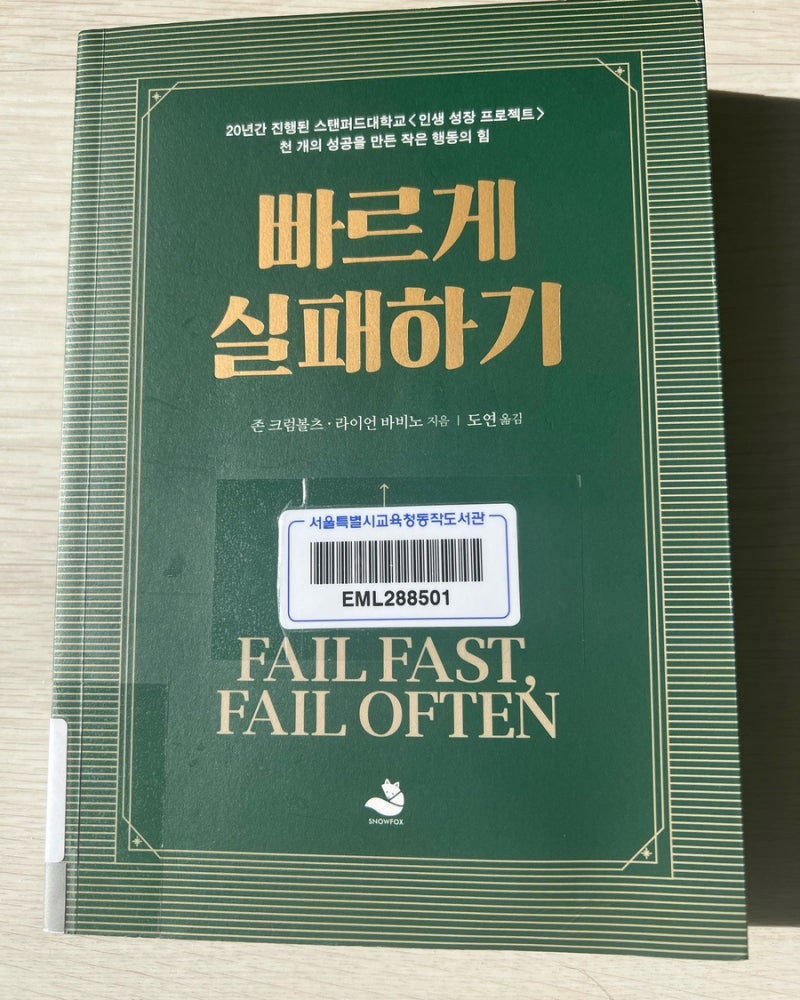 20년간 진행된 스탠퍼드대학교<인생 성장 프로젝트>
천 개의 성공을 만든 작은 행동의 힘
빠르게
실패하기
존 크럼볼츠·라이언 바비노 지음 | 도연 옮김
서울특별시교육청동작도서관
EML288501
FAIL FAST,
FAIL OFTEN
SNOWFOX